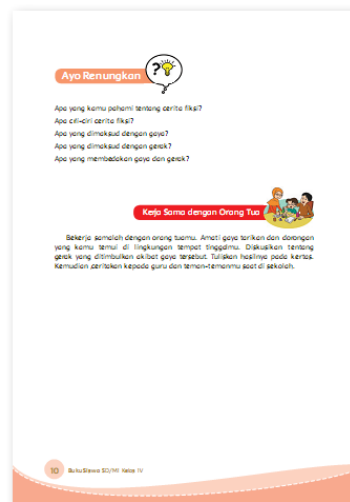 Ayo Renungkan
Apa yang kamu pahami tentang cerita fiksi?
Apa ciri-ciri cerita fiksi?
Apa yang dimaksud dengan gaya?
Apa yang dimaksud dengan gerak?
Apa yang membedakan gaya dan gerak?
Kerja Sama dengan Orang Tua
Bekerja samalah dengan orang tuamu. Amati gaya tarikan dan dorongan
yang kamu temui di lingkungan tempat tinggalmu. Diskusikan tentang
gerak yang ditimbulkan akibat gaya tersebut. Tuliskan hasilnya pada kertas.
Kemudian ceritakan kepada guru dan teman-temanmu saat di sekolah.
10 Buku Siswa SD/MI Kelas IV